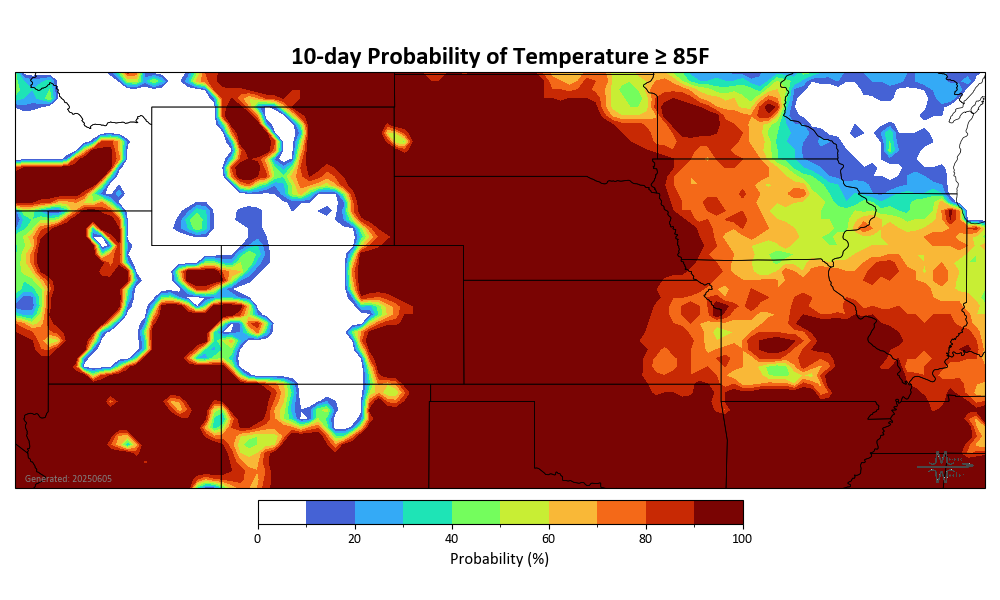 10-day Probability of Temperature ≥ 85F
Generated: 20250605
0 20 40 60 80 100
Probability (%)